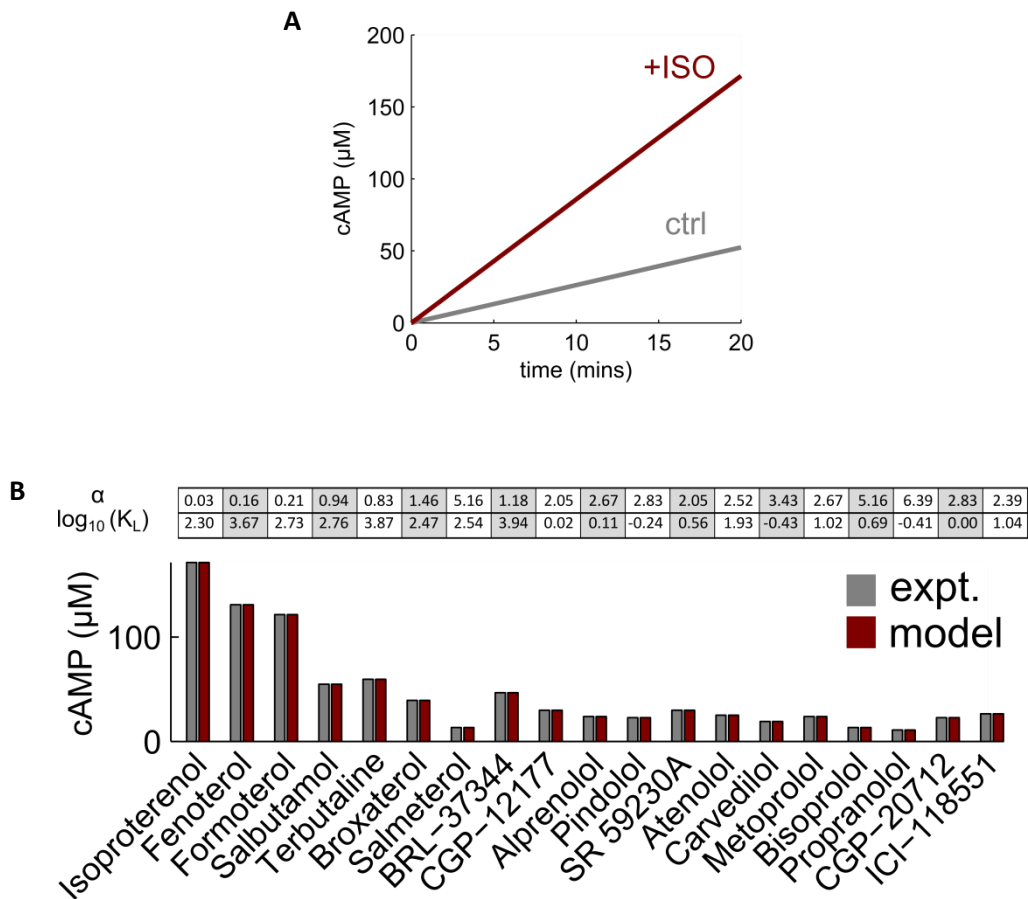 A
200
150
100
50
0
cAMP (µM)
+ISO
ctrl
0 5 10 15 20
time (mins)
B
α 0.03 0.16 0.21 0.94 0.83 1.46 5.16 1.18 2.05 2.67 2.83 2.05 2.52 3.43 2.67 5.16 6.39 2.83 2.39
log10 (KL) 2.30 3.67 2.73 2.76 3.87 2.47 2.54 3.94 0.02 0.11 -0.24 0.56 1.93 -0.43 1.02 0.69 -0.41 0.00 1.04
cAMP (µM)
100
0
expt.
model
Isoproterenol
Fenoterol
Formoterol
Salbutamol
Terbutaline
Broxaterol
Salmeterol
BRL-37344
CGP-12177
Alprenolol
Pindolol
SR 59230A
Atenolol
Carvedilol
Metoprolol
Bisoprolol
Propranolol
CGP-20712
ICI-118551